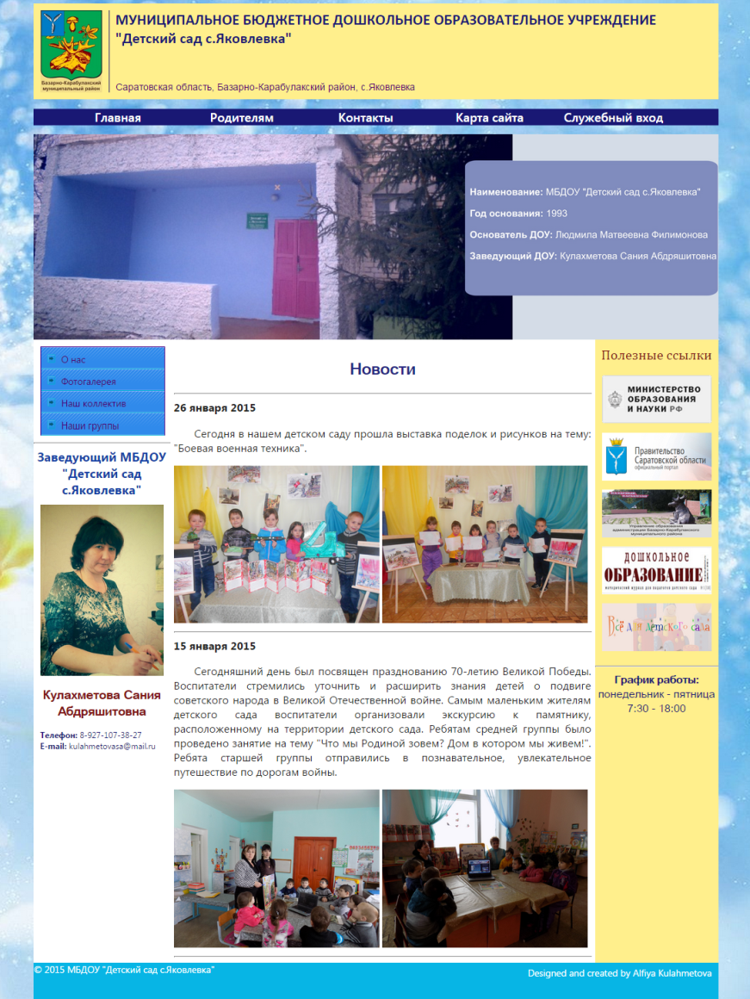 МУНИЦИПАЛЬНОЕ БЮДЖЕТНОЕ ДОШКОЛЬНОЕ ОБРАЗОВАТЕЛЬНОЕ УЧРЕЖДЕНИЕ
"Детский сад с.Яковлевка"
Базарно-Карабулакский
муниципальный район
Саратовская область, Базарно-Карабулакский район, с.Яковлевка
Главная Родителям Контакты Карта сайта Служебный вход
Наименование: МБДОУ "Детский сад с.Яковлевка"
Год основания: 1993
Основатель ДОУ: Людмила Матвеевна Филимонова
Заведующий ДОУ: Кулахметова Сания Абдряшитовна
О нас
Фотогалерея
Наш коллектив
Наши группы
Заведующий МБДОУ
"Детский сад
с.Яковлевка"
Кулахметова Сания
Абдряшитовна
Телефон: 8-927-107-38-27
E-mail: kulahmetovasa@mail.ru
Новости
26 января 2015
Сегодня в нашем детском саду прошла выставка поделок и рисунков на тему:
"Боевая военная техника".
15 января 2015
Сегодняшний день был посвящен празднованию 70-летию Великой Победы.
Воспитатели стремились уточнить и расширить знания детей о подвиге
советского народа в Великой Отечественной войне. Самым маленьким жителям
детского сада воспитатели организовали экскурсию к памятнику,
расположенному на территории детского сада. Ребятам средней группы было
проведено занятие на тему "Что мы Родиной зовем? Дом в котором мы живем!".
Ребята старшей группы отправились в познавательное, увлекательное
путешествие по дорогам войны.
Полезные ссылки
МИНИСТЕРСТВО
ОБРАЗОВАНИЯ
И НАУКИ РФ
Правительство
Саратовской области
официальный портал
Управление образования
администрации Базарно-Карабулакского
муниципального района
ДОШКОЛЬНОЕ
ОБРАЗОВАНИЕ
Всё для детского сада
График работы:
понедельник - пятница
7:30 - 18:00
© 2015 МБДОУ "Детский сад с.Яковлевка"
Designed and created by Alfiya Kulahmetova